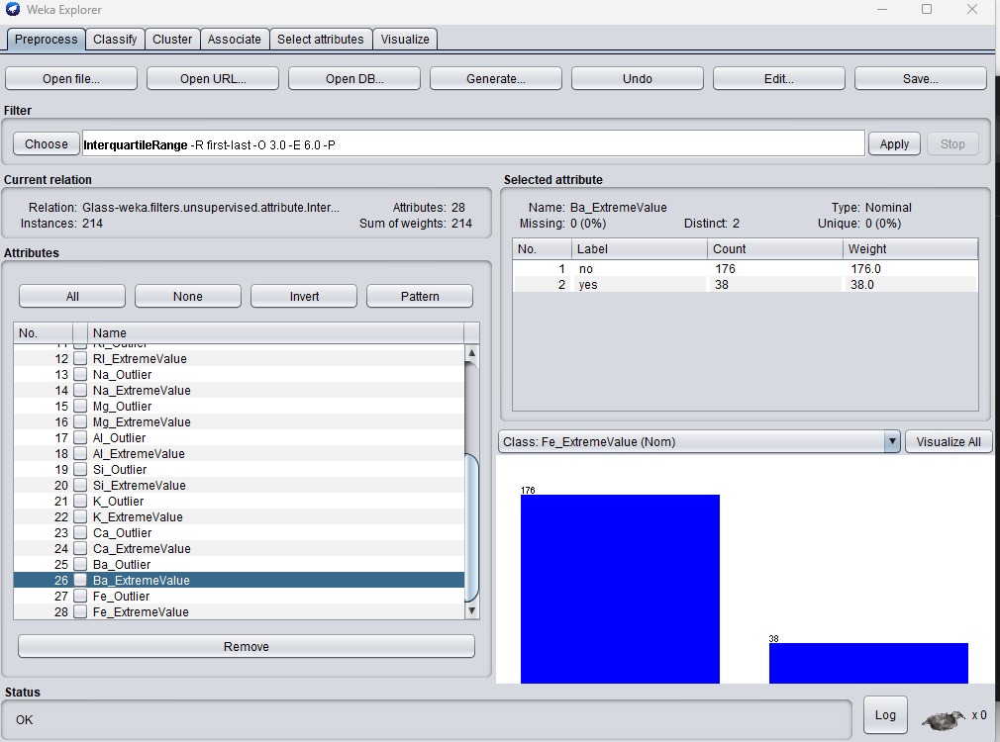 Weka Explorer
Preprocess Classify Cluster Associate Select attributes Visualize
Open file... Open URL... Open DB... Generate... Undo Edit... Save...
Filter
Choose InterquartileRange -R first-last -O 3.0 -E 6.0 -P Apply Stop
Current relation
Relation: Glass-weka.filters.unsupervised.attribute.Inter... Attributes: 28
Instances: 214 Sum of weights: 214
Attributes
All None Invert Pattern
No. Name
11 RI_Outlier
12 RI_ExtremeValue
13 Na_Outlier
14 Na_ExtremeValue
15 Mg_Outlier
16 Mg_ExtremeValue
17 Al_Outlier
18 Al_ExtremeValue
19 Si_Outlier
20 Si_ExtremeValue
21 K_Outlier
22 K_ExtremeValue
23 Ca_Outlier
24 Ca_ExtremeValue
25 Ba_Outlier
26 Ba_ExtremeValue
27 Fe_Outlier
28 Fe_ExtremeValue
Remove
Selected attribute
Name: Ba_ExtremeValue Type: Nominal
Missing: 0 (0%) Distinct: 2 Unique: 0 (0%)
No. Label Count Weight
1 no 176 176.0
2 yes 38 38.0
Class: Fe_ExtremeValue (Nom) Visualize All
176
38
Status
OK
Log x 0